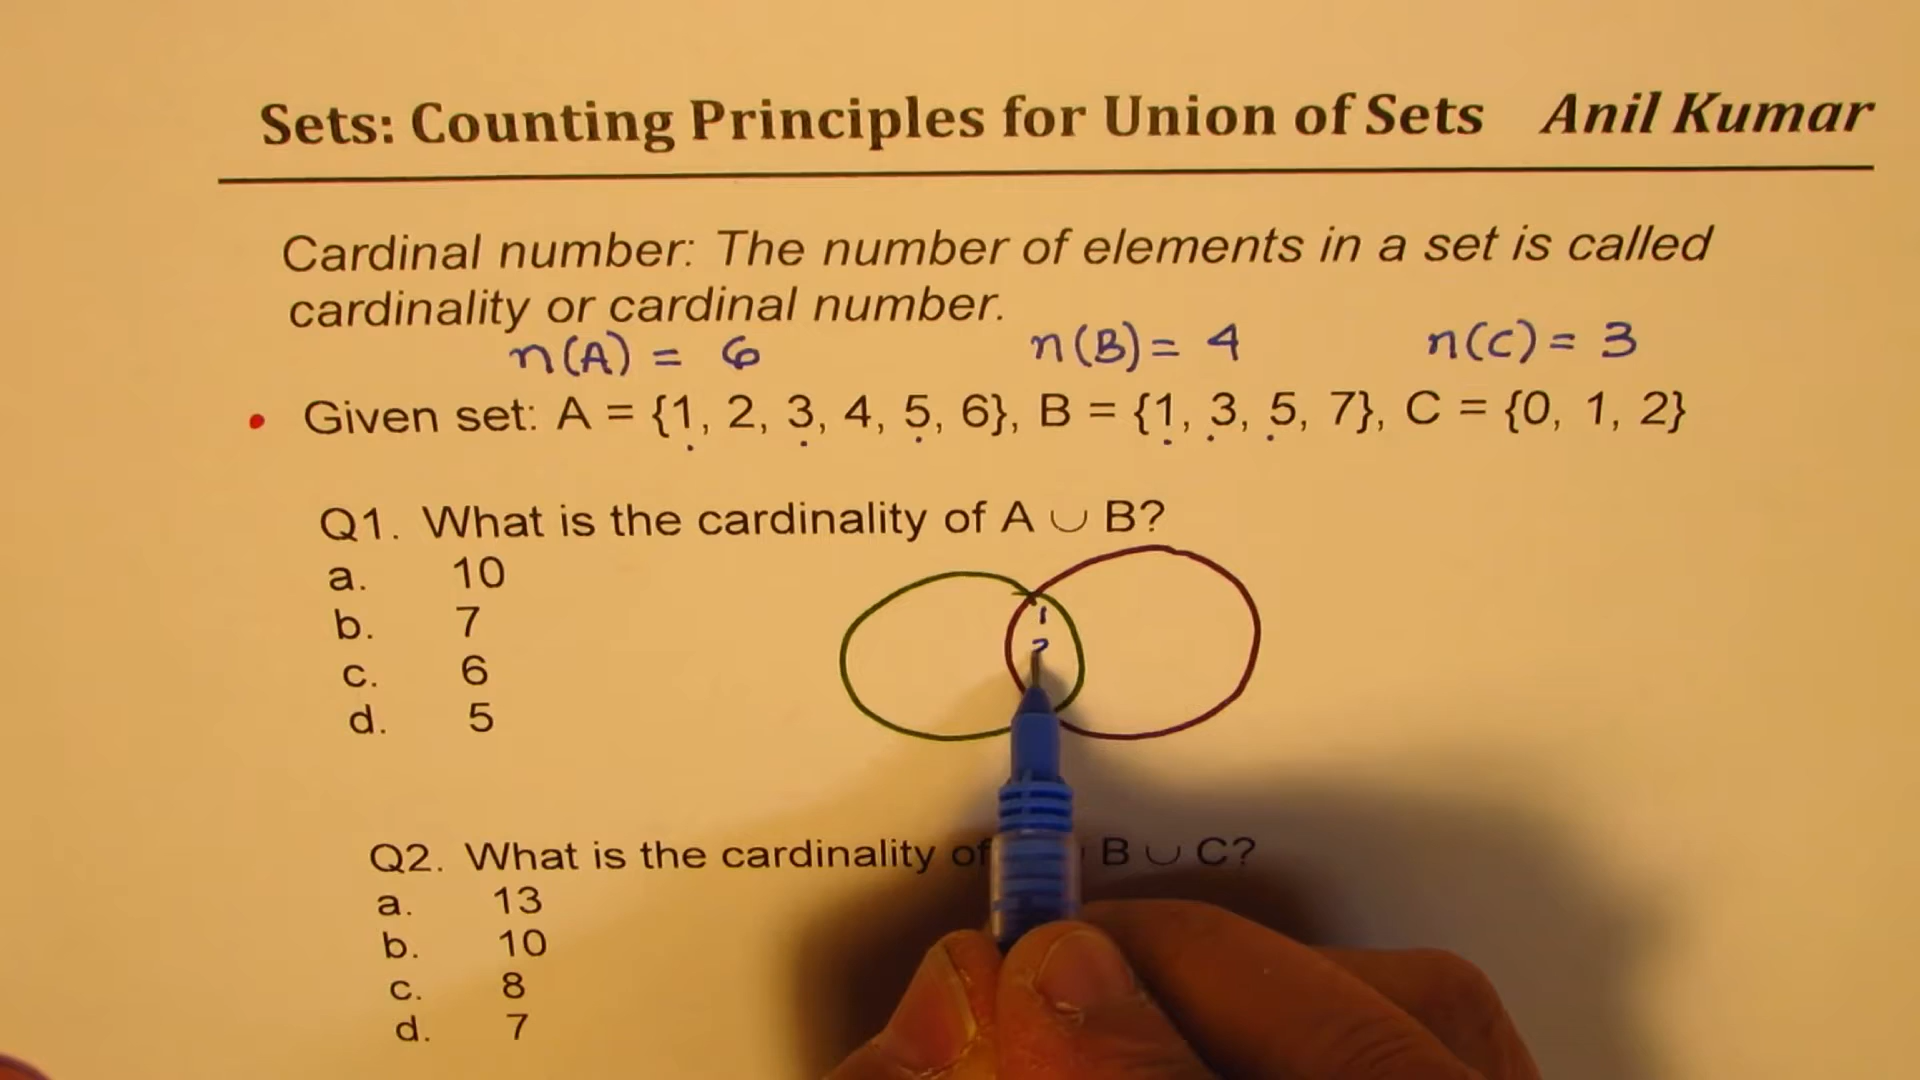 Sets: Counting Principles for Union of Sets Anil Kumar
Cardinal number: The number of elements in a set is called
cardinality or cardinal number.
n(A) = 6 n(B) = 4 n(C) = 3
• Given set: A = {1, 2, 3, 4, 5, 6}, B = {1, 3, 5, 7}, C = {0, 1, 2}
Q1. What is the cardinality of A ∪ B?
a. 10
b. 7
c. 6
d. 5
1
Q2. What is the cardinality of B ∪ C?
a. 13
b. 10
c. 8
d. 7